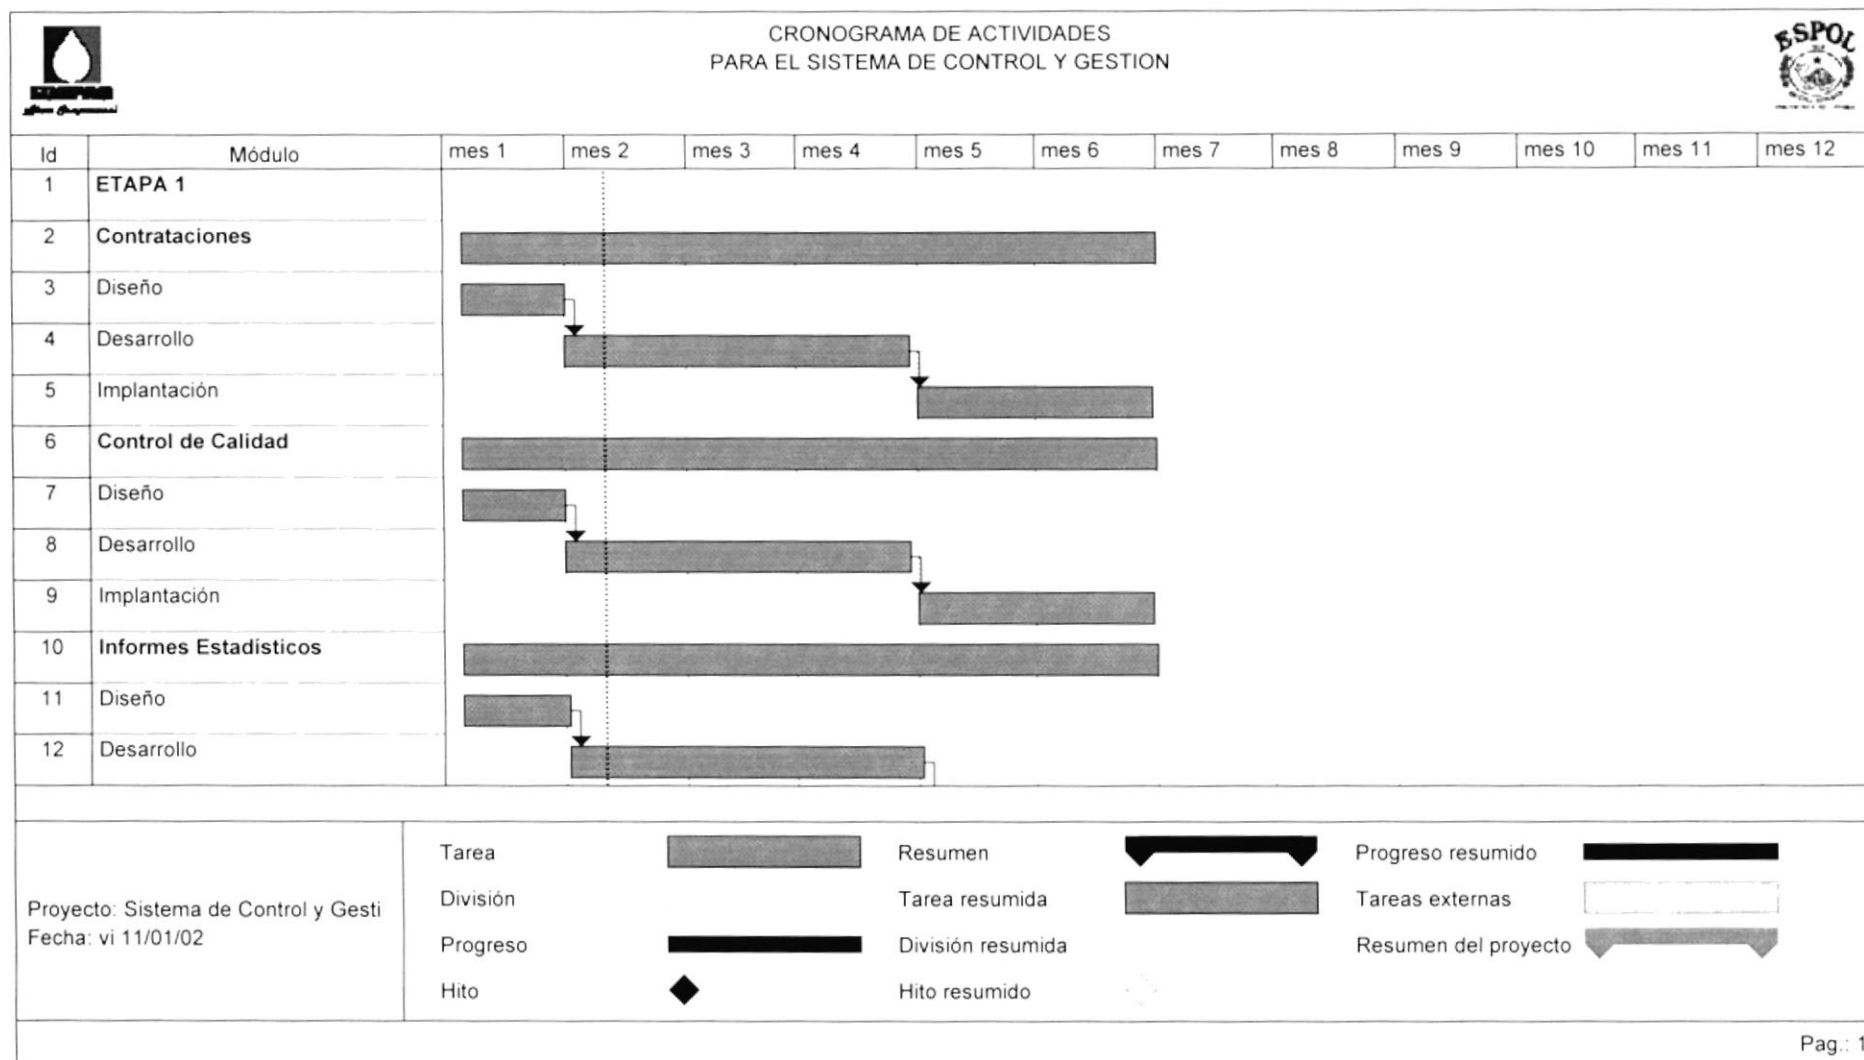 CRONOGRAMA DE ACTIVIDADES
PARA EL SISTEMA DE CONTROL Y GESTION
ESPOL
Id Módulo mes 1 mes 2 mes 3 mes 4 mes 5 mes 6 mes 7 mes 8 mes 9 mes 10 mes 11 mes 12
1 ETAPA 1
2 Contrataciones
3 Diseño
4 Desarrollo
5 Implantación
6 Control de Calidad
7 Diseño
8 Desarrollo
9 Implantación
10 Informes Estadísticos
11 Diseño
12 Desarrollo
Proyecto: Sistema de Control y Gesti
Fecha: vi 11/01/02
Tarea
División
Progreso
Hito
Resumen
Tarea resumida
División resumida
Hito resumido
Progreso resumido
Tareas externas
Resumen del proyecto
Pag.: 1